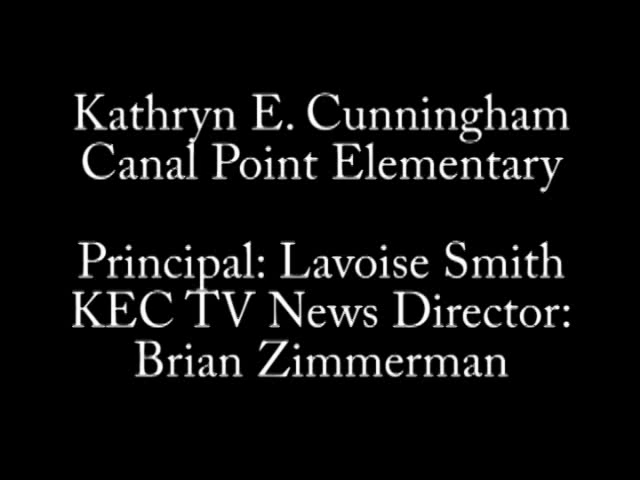 Kathryn E. Cunningham
Canal Point Elementary
Principal: Lavoise Smith
KEC TV News Director:
Brian Zimmerman